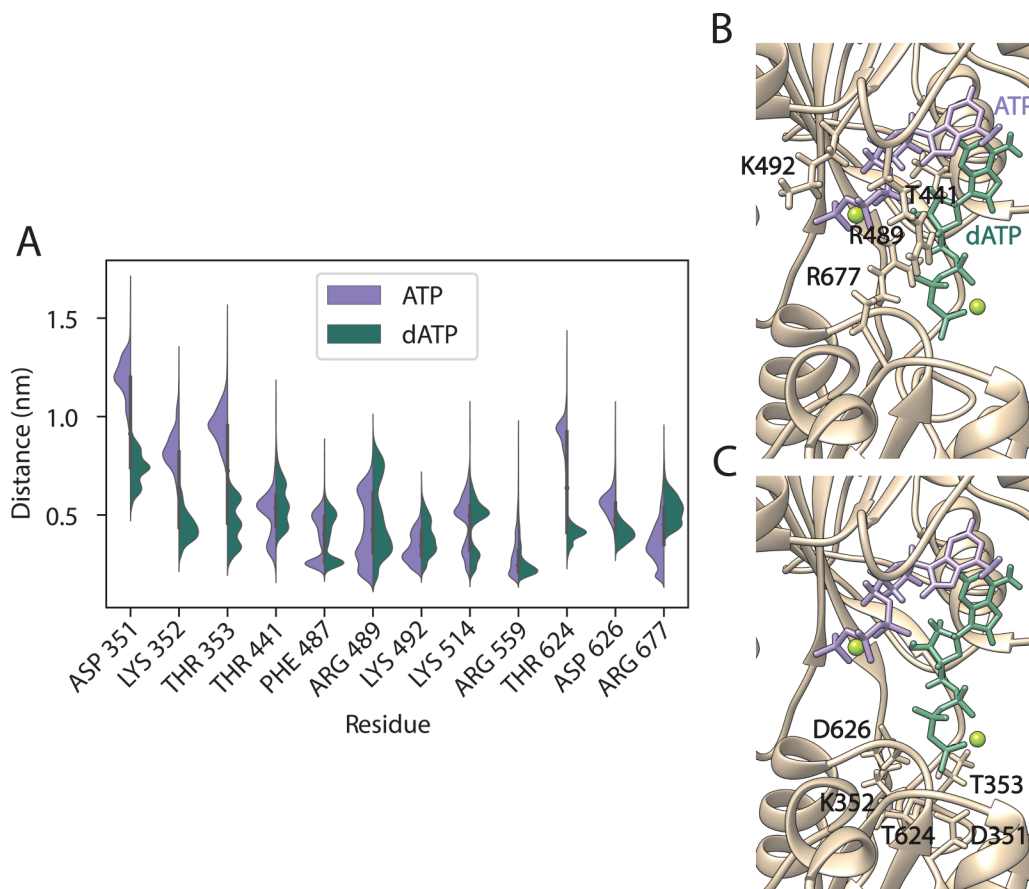 A
ATP
dATP
1.5
1.0
0.5
Distance (nm)
ASP 351
LYS 352
THR 353
THR 441
PHE 487
ARG 489
LYS 492
LYS 514
ARG 559
THR 624
ASP 626
ARG 677
Residue
B
ATP
K492
T441
R489
dATP
R677
C
D626
T353
K352
T624
D351